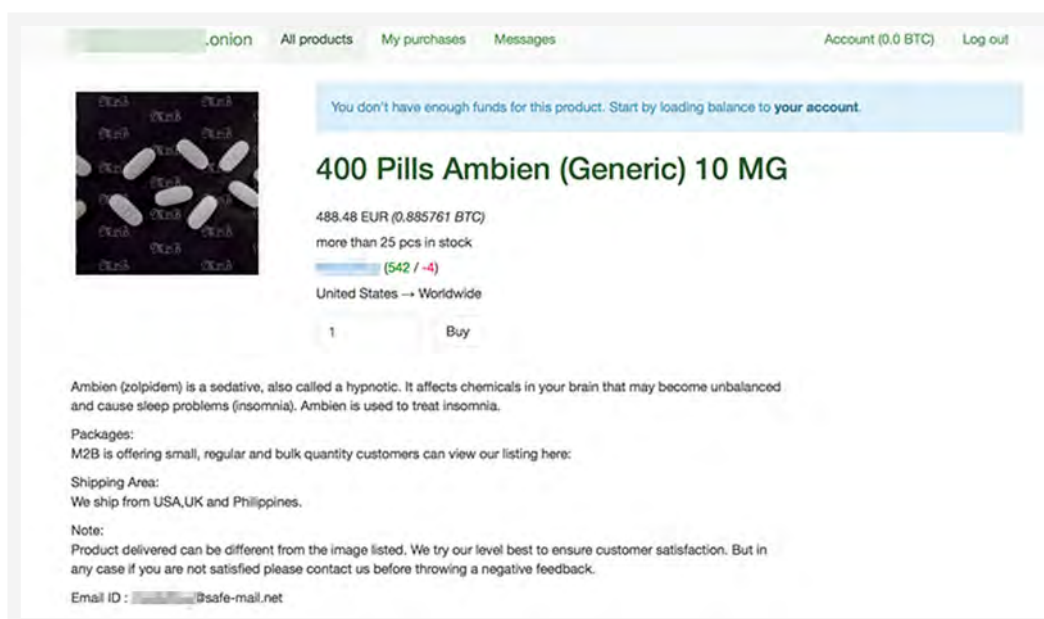 .onion All products My purchases Messages Account (0.0 BTC) Log out
You don't have enough funds for this product. Start by loading balance to your account.
400 Pills Ambien (Generic) 10 MG
488.48 EUR (0.885761 BTC)
more than 25 pcs in stock
(542 / -4)
United States → Worldwide
1 Buy
Ambien (zolpidem) is a sedative, also called a hypnotic. It affects chemicals in your brain that may become unbalanced
and cause sleep problems (insomnia). Ambien is used to treat insomnia.
Packages:
M2B is offering small, regular and bulk quantity customers can view our listing here:
Shipping Area:
We ship from USA,UK and Philippines.
Note:
Product delivered can be different from the image listed. We try our level best to ensure customer satisfaction. But in
any case if you are not satisfied please contact us before throwing a negative feedback.
Email ID : @safe-mail.net